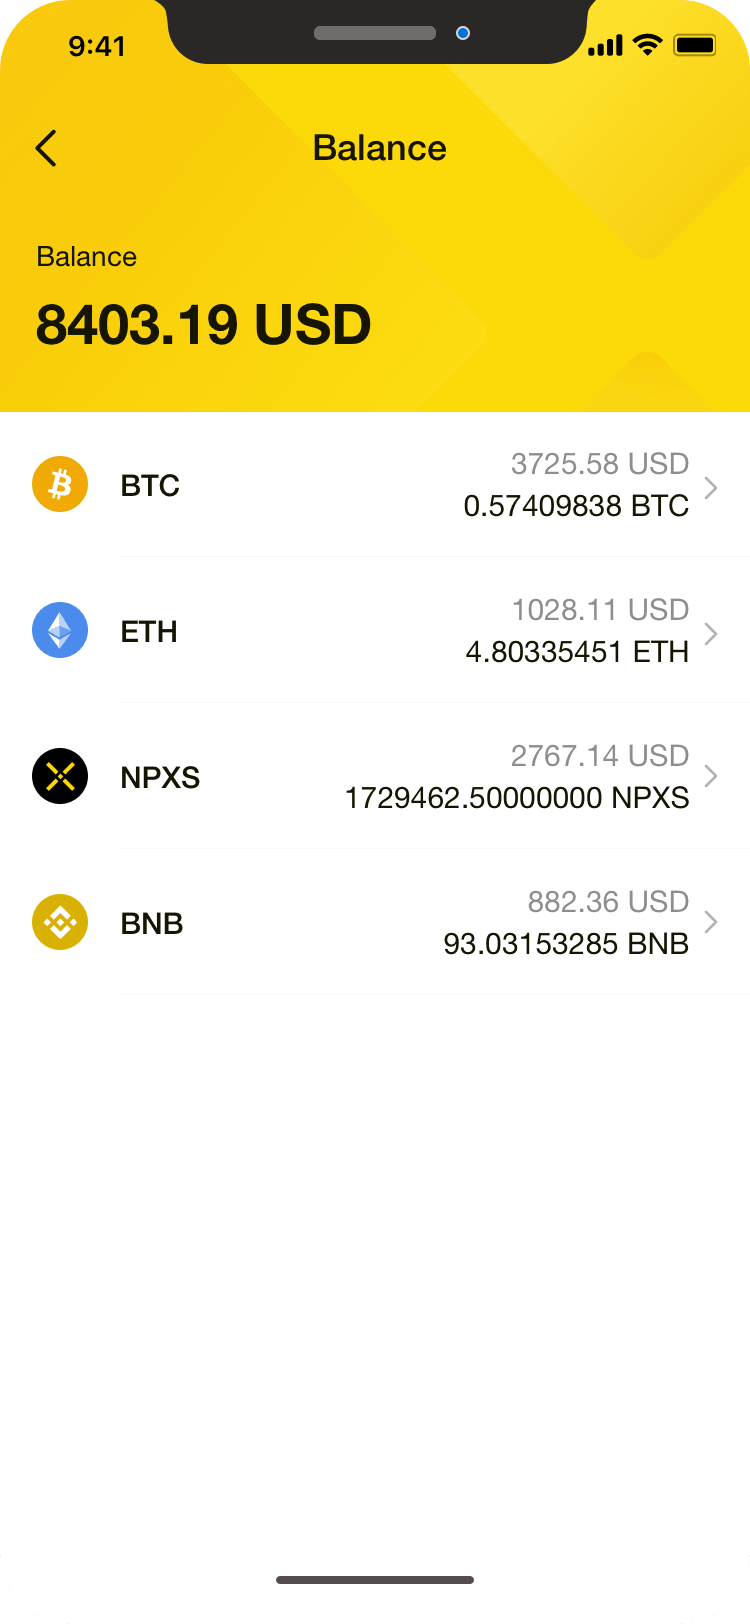 9:41
Balance
Balance
8403.19 USD
BTC
3725.58 USD
0.57409838 BTC
ETH
1028.11 USD
4.80335451 ETH
NPXS
2767.14 USD
1729462.50000000 NPXS
BNB
882.36 USD
93.03153285 BNB